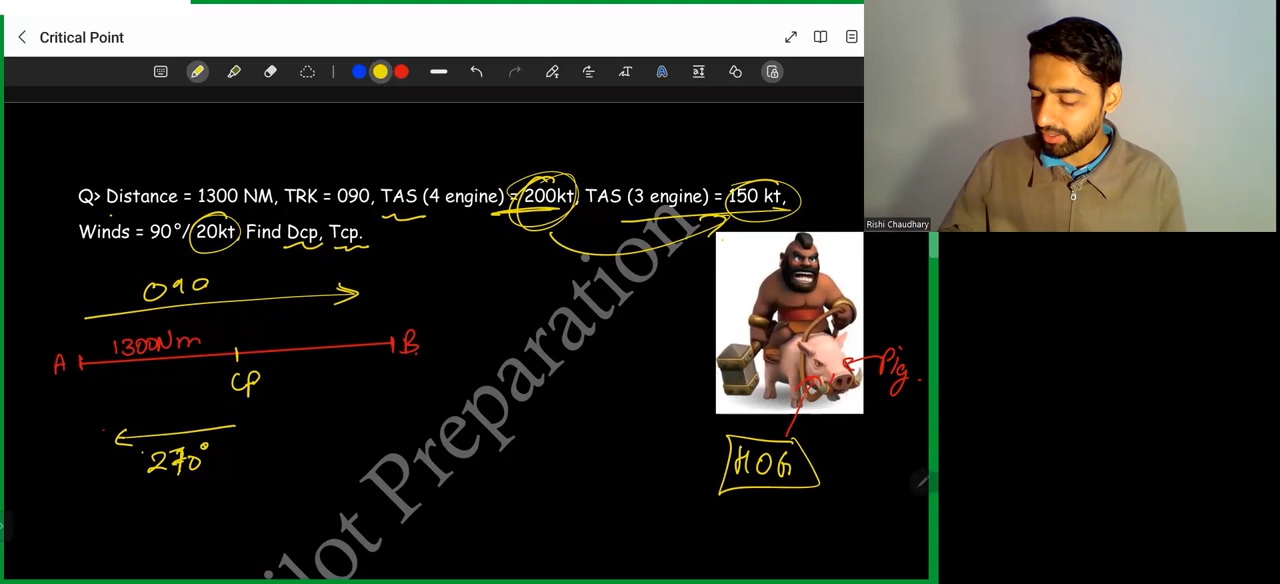 Critical Point
Q> Distance = 1300 NM, TRK = 090, TAS (4 engine) = 200kt, TAS (3 engine) = 150 kt,
Winds = 90°/20kt Find Dcp, Tcp.
Rishi Chaudhary
090
1300Nm
A
B
CP
270°
Pig.
HOG
ilot Preparation